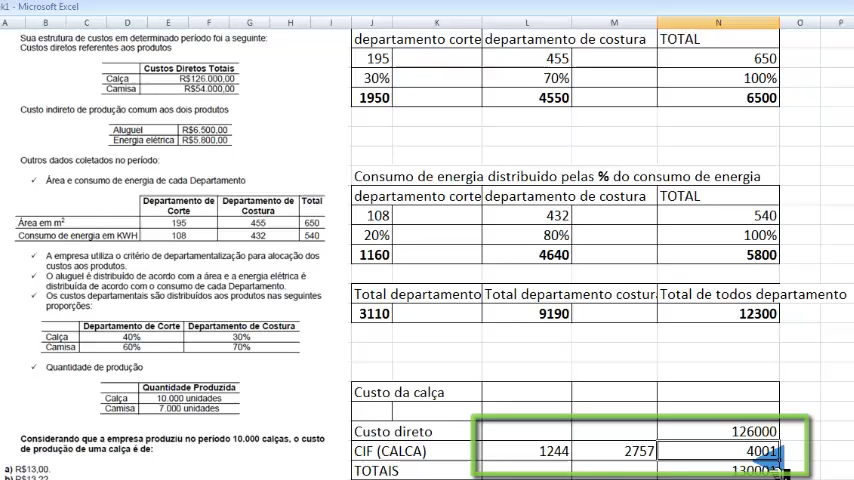 k1 - Microsoft Excel
A B C D E F G H I J K L M N O P
Sua estrutura de custos em determinado período foi a seguinte:
Custos diretos referentes aos produtos
Custos Diretos Totais
Calça R$126.000,00
Camisa R$54.000,00
Custo indireto de produção comum aos dois produtos
Aluguel R$6.500,00
Energia elétrica R$5.800,00
Outros dados coletados no período:
✓ Área e consumo de energia de cada Departamento
Departamento de Corte Departamento de Costura Total
Área em m² 195 455 650
Consumo de energia em KWH 108 432 540
✓ A empresa utiliza o critério de departamentalização para alocação dos
custos aos produtos.
✓ O aluguel é distribuído de acordo com a área e a energia elétrica é
distribuída de acordo com o consumo de cada Departamento.
✓ Os custos departamentais são distribuídos aos produtos nas seguintes
proporções:
Departamento de Corte Departamento de Costura
Calça 40% 30%
Camisa 60% 70%
✓ Quantidade de produção
Quantidade Produzida
Calça 10.000 unidades
Camisa 7.000 unidades
Considerando que a empresa produziu no período 10.000 calças, o custo
de produção de uma calça é de:
a) R$13,00.
b) R$13,22
departamento corte departamento de costura TOTAL
195 455 650
30% 70% 100%
1950 4550 6500
Consumo de energia distribuido pelas % do consumo de energia
departamento corte departamento de costura TOTAL
108 432 540
20% 80% 100%
1160 4640 5800
Total departamento Total departamento costura Total de todos departamento
3110 9190 12300
Custo da calça
Custo direto 126000
CIF (CALCA) 1244 2757 4001
TOTAIS 130001